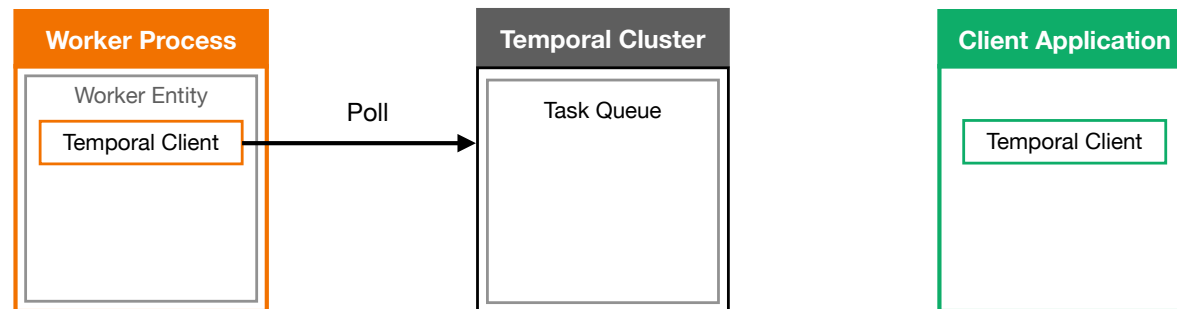 Worker Process
Worker Entity
Temporal Client
Poll
Temporal Cluster
Task Queue
Client Application
Temporal Client